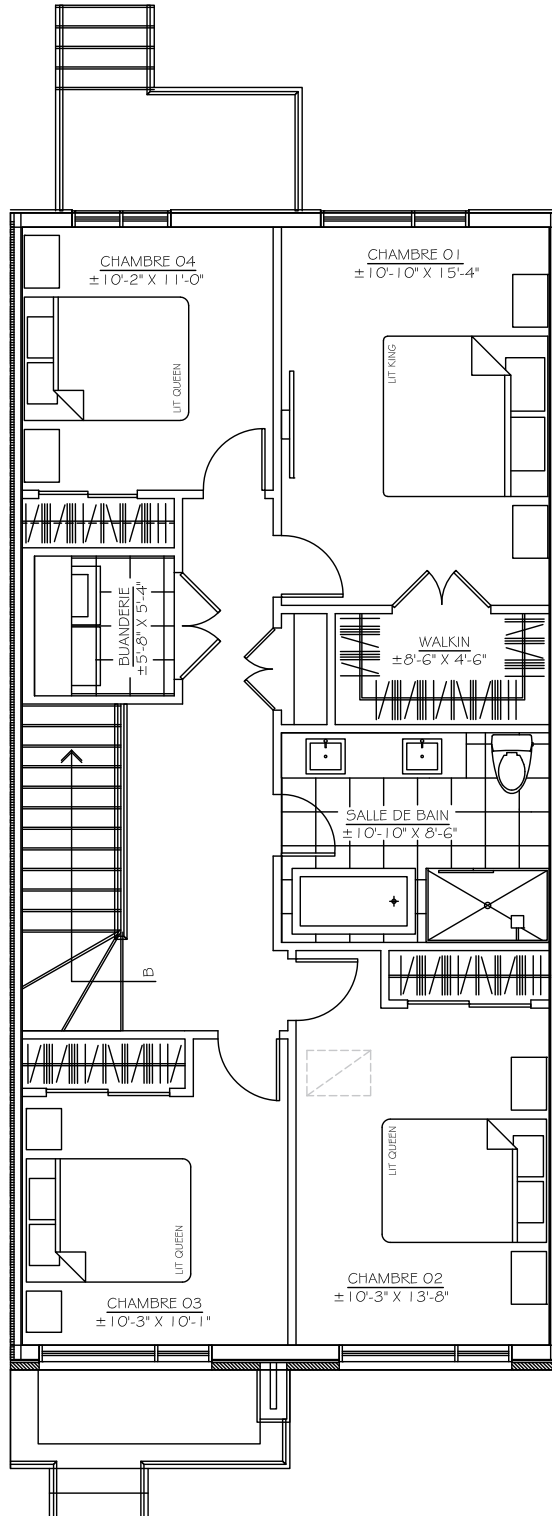 CHAMBRE 04
±10'-2" X 11'-0"
CHAMBRE 01
±10'-10" X 15'-4"
LIT QUEEN
LIT KING
BUANDERIE
±5'-8" X 5'-4"
WALKIN
±8'-6" X 4'-6"
SALLE DE BAIN
±10'-10" X 8'-6"
B
LIT QUEEN
LIT QUEEN
CHAMBRE 02
±10'-3" X 13'-8"
CHAMBRE 03
±10'-3" X 10'-1"